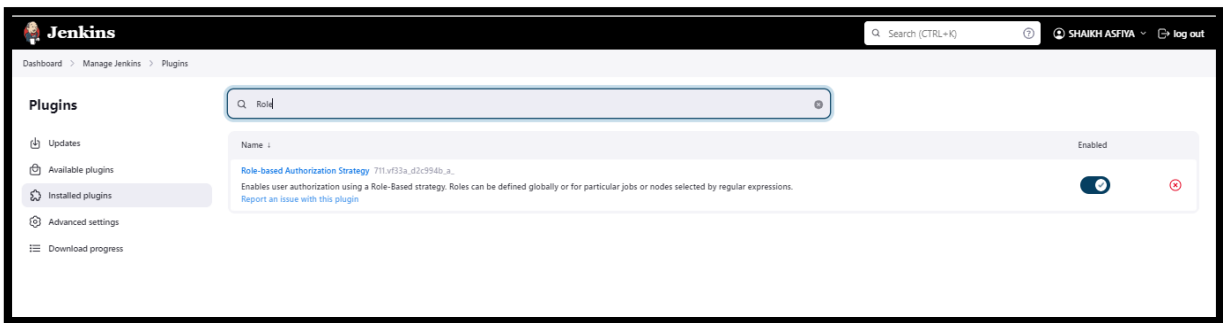 Jenkins
Search (CTRL+K)
SHAIKH ASFIYA
log out
Dashboard > Manage Jenkins > Plugins
Plugins
Role
Updates
Available plugins
Installed plugins
Advanced settings
Download progress
Name ↓
Enabled
Role-based Authorization Strategy 711.vf33a_d2c994b_a_
Enables user authorization using a Role-Based strategy. Roles can be defined globally or for particular jobs or nodes selected by regular expressions.
Report an issue with this plugin